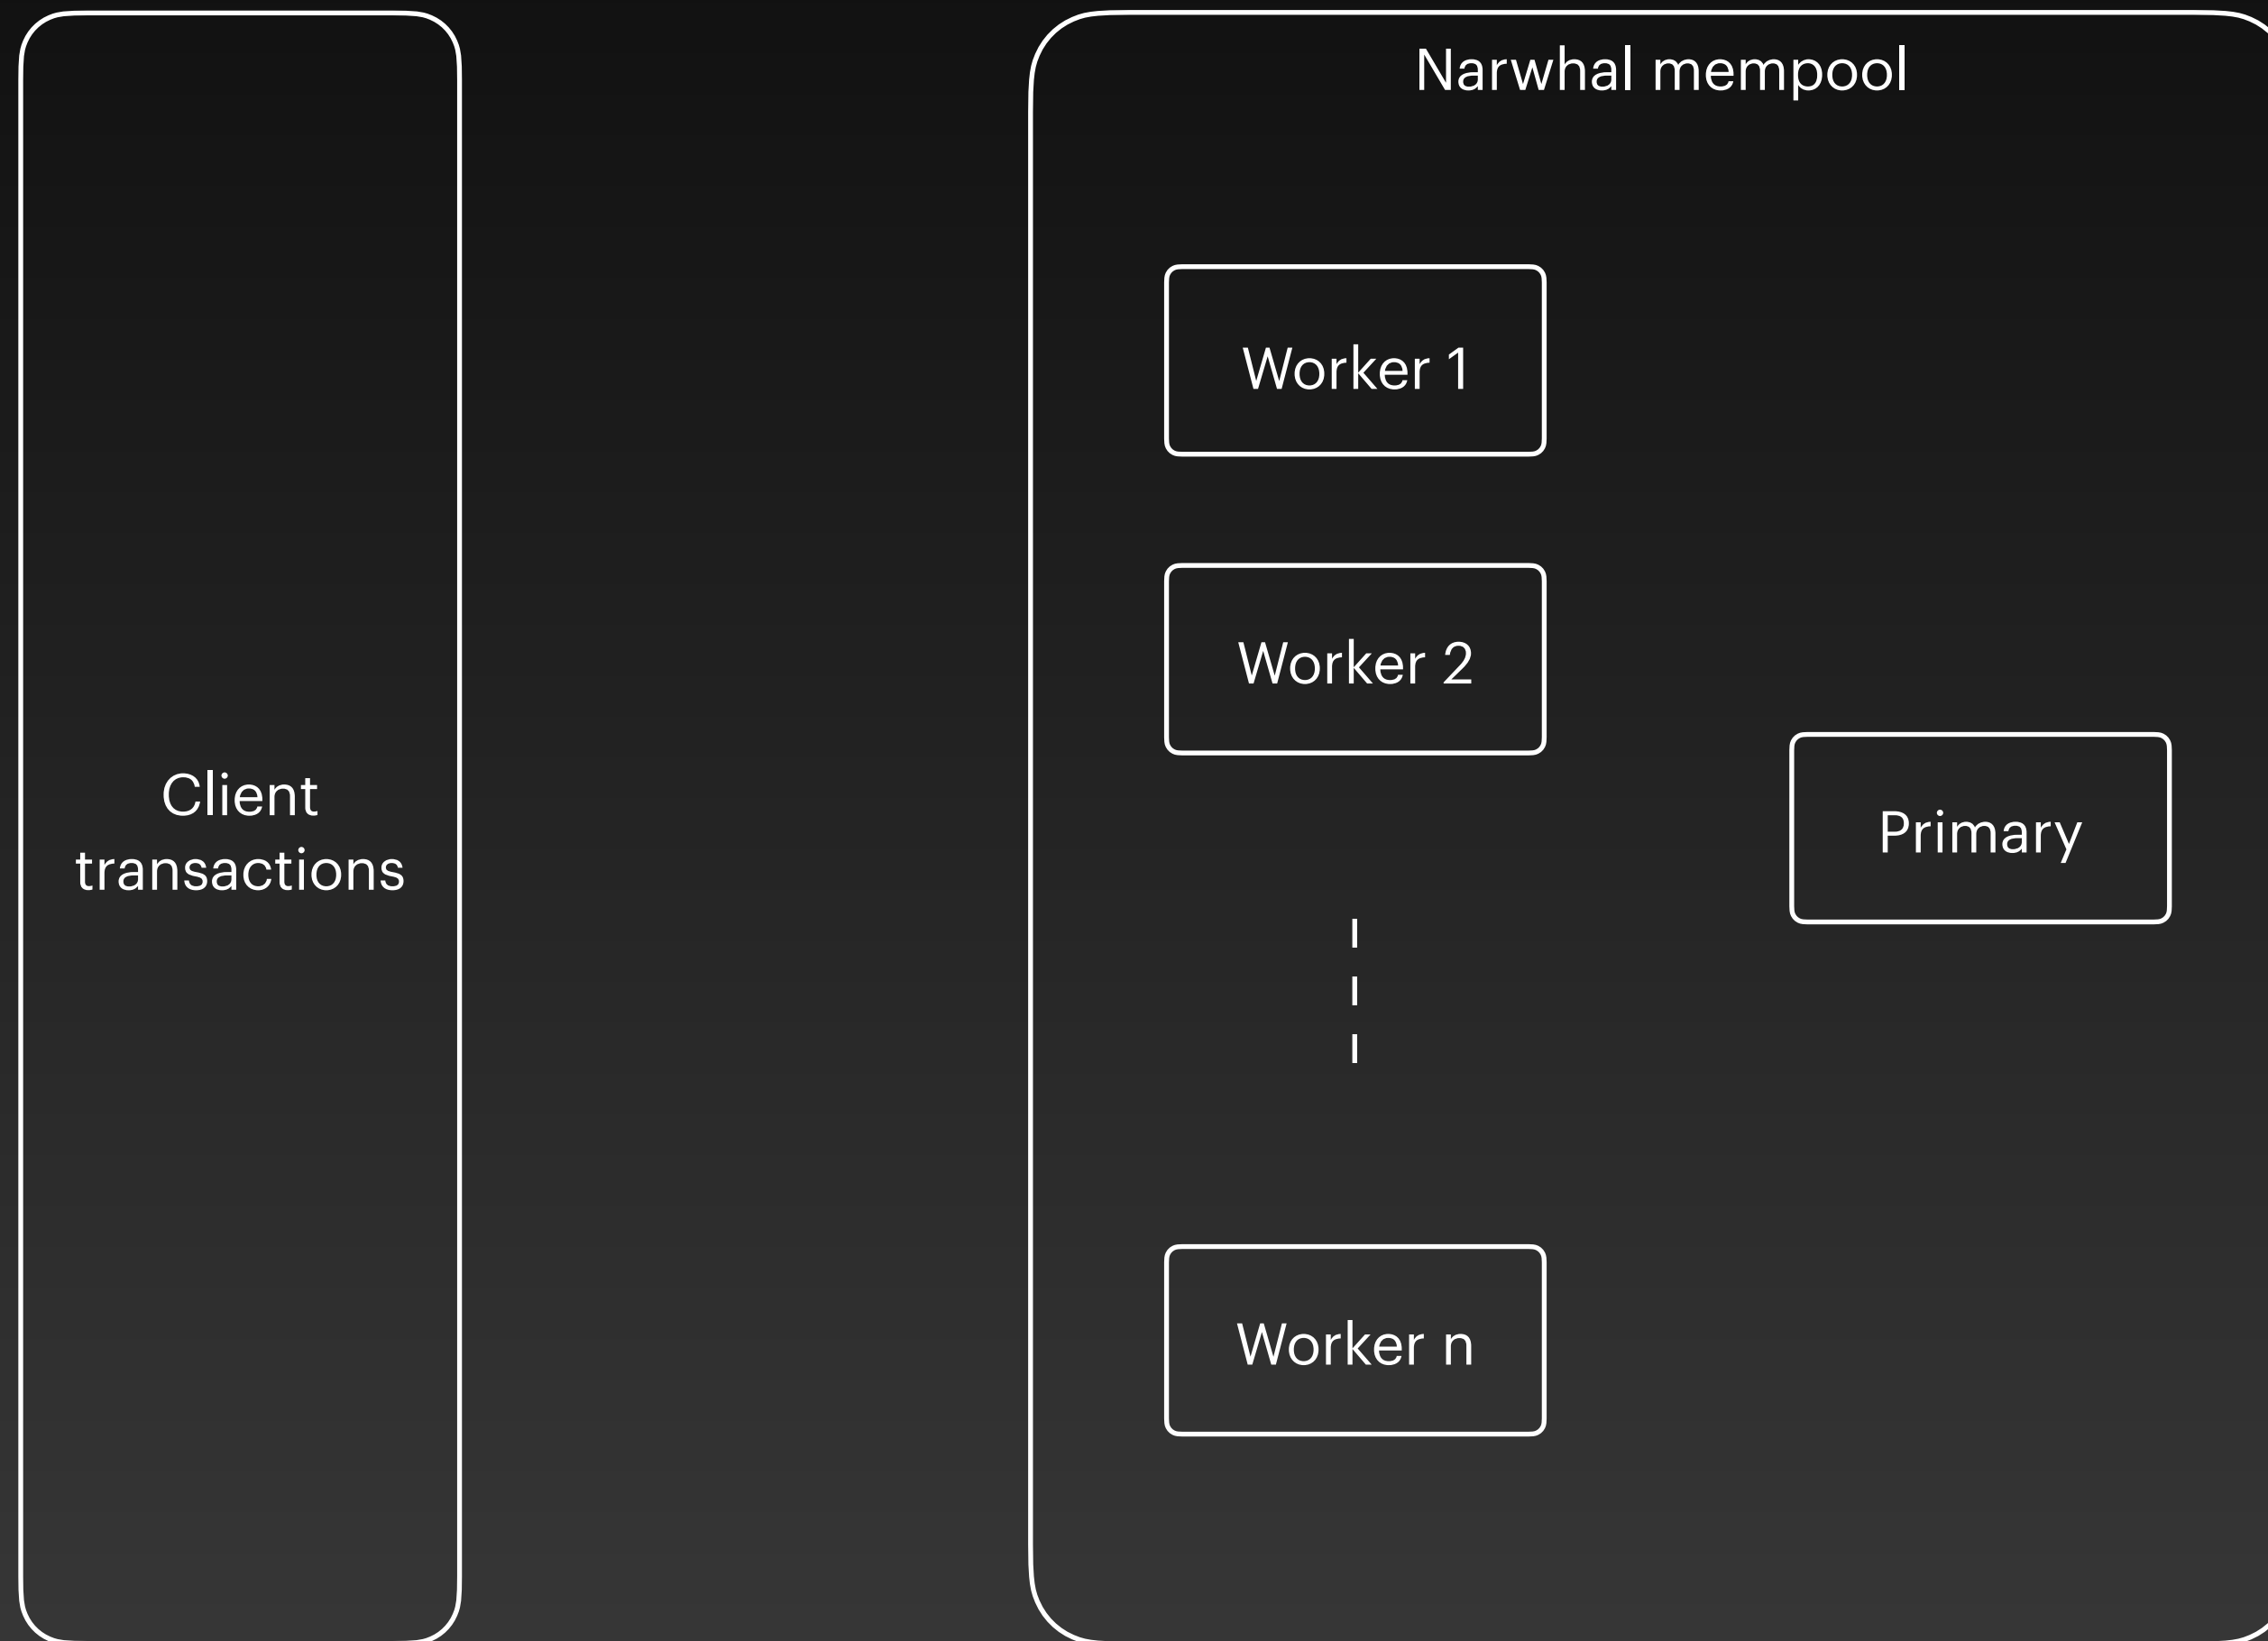 Narwhal mempool
Worker 1
Worker 2
Client
transactions
Primary
Worker n